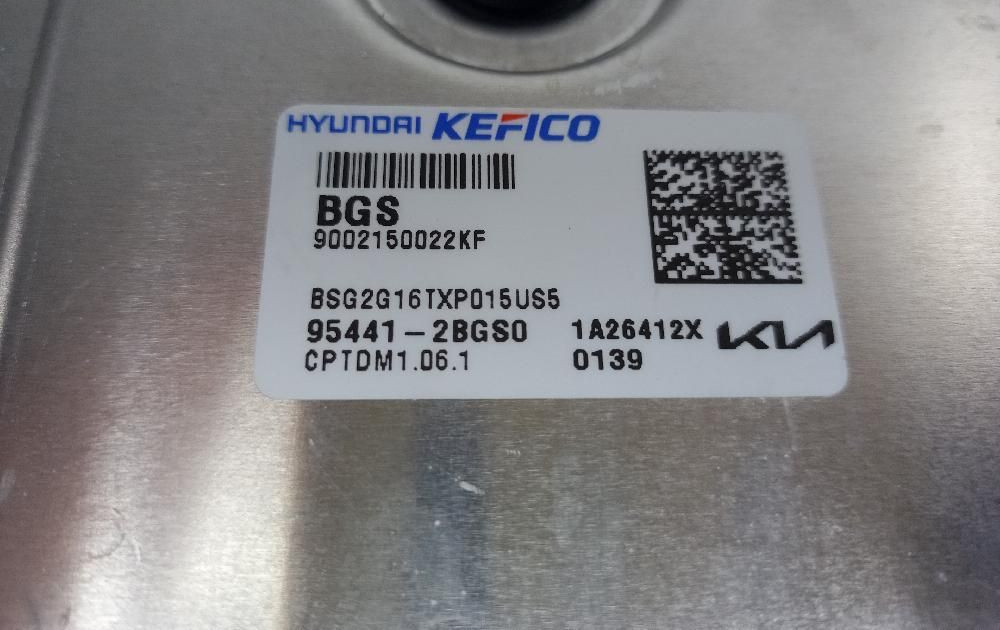 HYUNDAI KEFICO
BGS
9002150022KF
BSG2G16TXP015US5
95441-2BGS0 1A26412X KIA
CPTDM1.06.1 0139